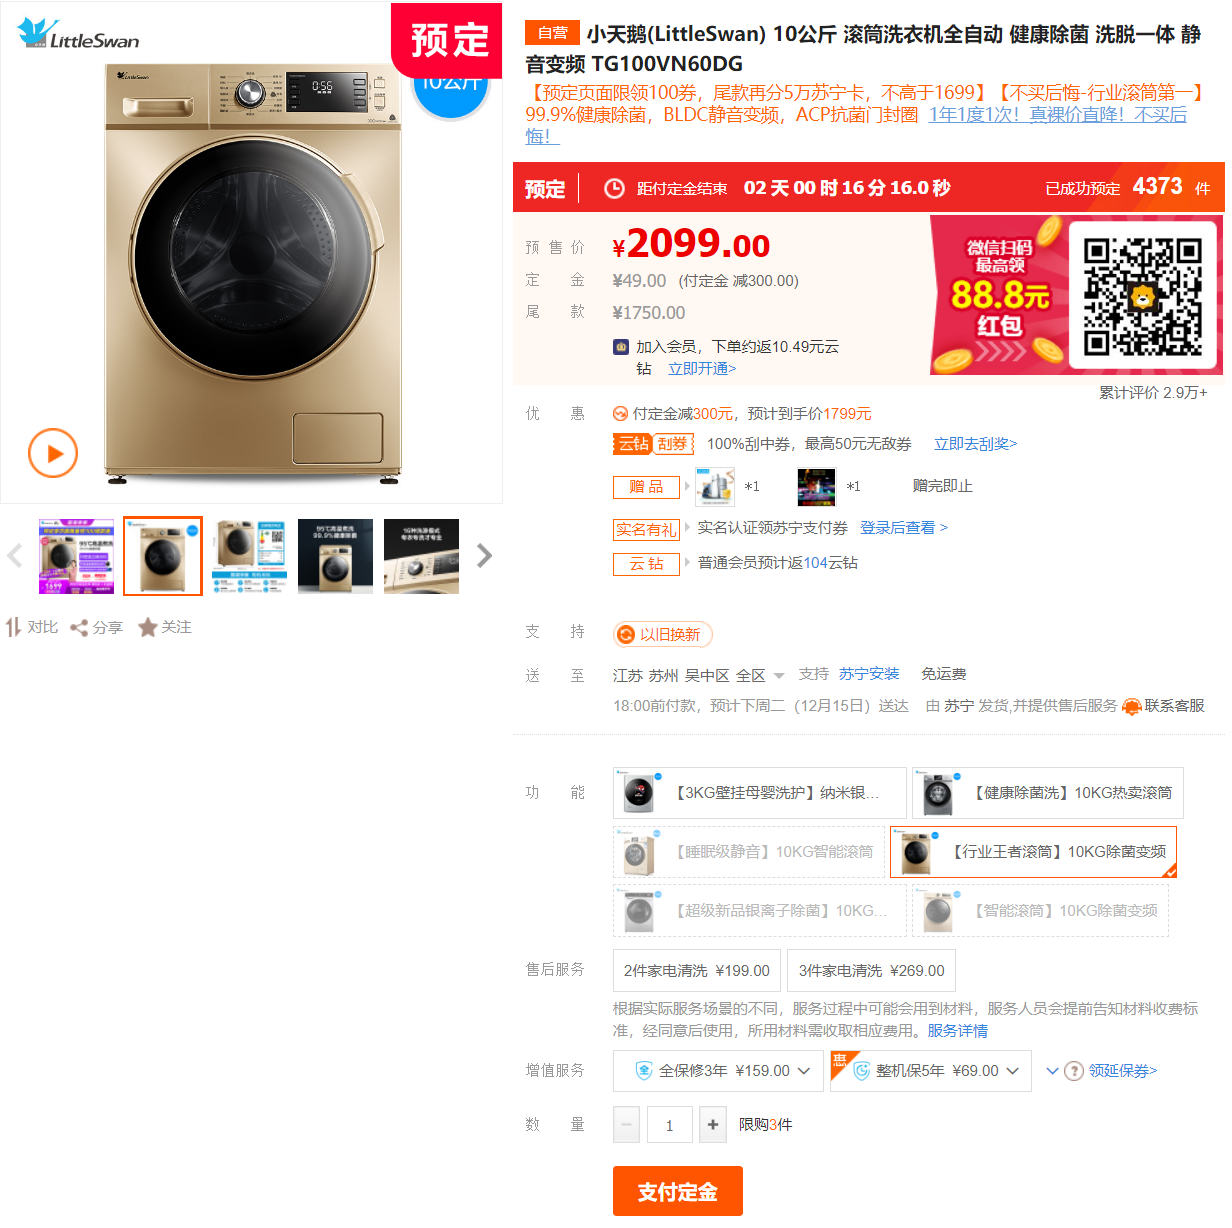 LittleSwan
预定
10公斤
LittleSwan
0:56
对比
分享
关注
自营 小天鹅(LittleSwan) 10公斤 滚筒洗衣机全自动 健康除菌 洗脱一体 静
音变频 TG100VN60DG
【预定页面限领100券，尾款再分5万苏宁卡，不高于1699】【不买后悔-行业滚筒第一】
99.9%健康除菌，BLDC静音变频，ACP抗菌门封圈 1年1度1次！真裸价直降！不买后
悔！
预定 距付定金结束 02 天 00 时 16 分 16.0 秒 已成功预定 4373 件
预售价 ¥2099.00
定金 ¥49.00 (付定金 减300.00)
尾款 ¥1750.00
加入会员，下单约返10.49元云
钻 立即开通>
微信扫码
最高领
88.8元
红包
累计评价 2.9万+
优惠 付定金减300元，预计到手价1799元
云钻 刮券 100%刮中券，最高50元无敌券 立即去刮奖>
赠品 *1 *1 赠完即止
实名有礼 实名认证领苏宁支付券 登录后查看 >
云钻 普通会员预计返104云钻
支持 以旧换新
送至 江苏 苏州 吴中区 全区 支持 苏宁安装 免运费
18:00前付款，预计下周二（12月15日）送达 由 苏宁 发货,并提供售后服务 联系客服
功能 【3KG壁挂母婴洗护】纳米银... 【健康除菌洗】10KG热卖滚筒
【睡眠级静音】10KG智能滚筒 【行业王者滚筒】10KG除菌变频
【超级新品银离子除菌】10KG... 【智能滚筒】10KG除菌变频
售后服务 2件家电清洗 ¥199.00 3件家电清洗 ¥269.00
根据实际服务场景的不同，服务过程中可能会用到材料，服务人员会提前告知材料收费标
准，经同意后使用，所用材料需收取相应费用。服务详情
增值服务 全 全保修3年 ¥159.00 惠 整机保5年 ¥69.00 ? 领延保券>
数量 − 1 + 限购3件
支付定金